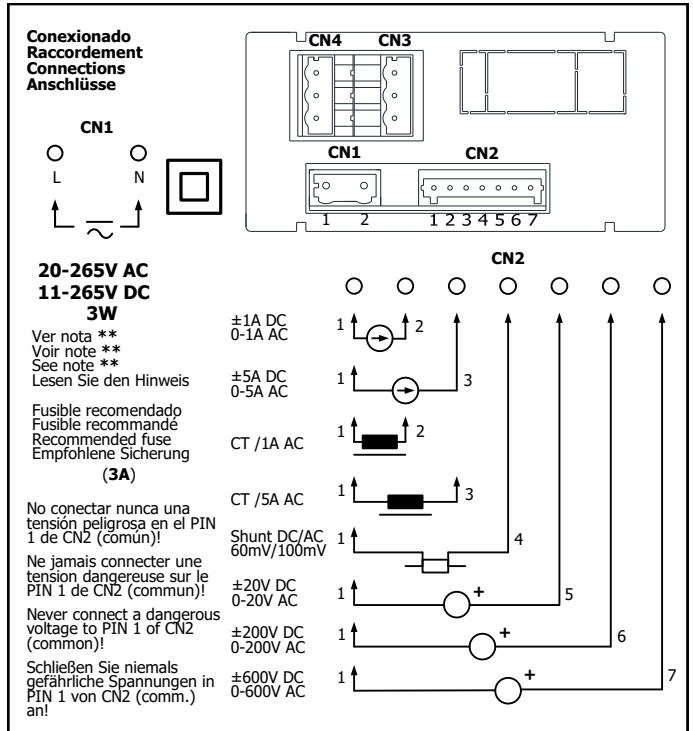 Conexionado
Raccordement
Connections
Anschlüsse
CN4 CN3
CN1
L N
CN1 CN2
1 2 1 2 3 4 5 6 7
20-265V AC
11-265V DC
3W
Ver nota **
Voir note **
See note **
Lesen Sie den Hinweis
Fusible recomendado
Fusible recommandé
Recommended fuse
Empfohlene Sicherung
(3A)
No conectar nunca una
tensión peligrosa en el PIN
1 de CN2 (común)!
Ne jamais connecter une
tension dangereuse sur le
PIN 1 de CN2 (commun)!
Never connect a dangerous
voltage to PIN 1 of CN2
(common)!
Schließen Sie niemals
gefährliche Spannungen in
PIN 1 von CN2 (comm.)
an!
CN2
±1A DC
0-1A AC
1 2
±5A DC
0-5A AC
1 3
CT /1A AC
1 2
CT /5A AC
1 3
Shunt DC/AC
60mV/100mV
1 4
±20V DC
0-20V AC
1 + 5
±200V DC
0-200V AC
1 + 6
±600V DC
0-600V AC
1 + 7